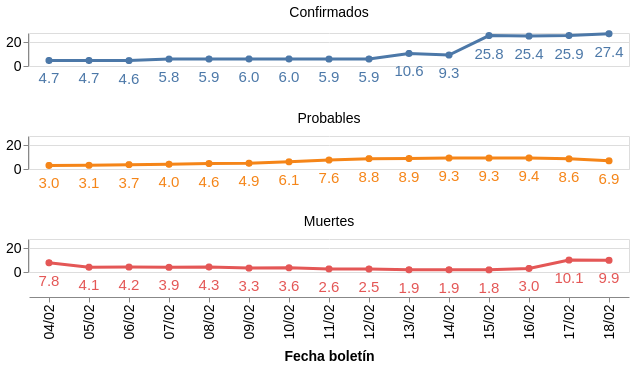 Confirmados
20
0
4.7 4.7 4.6 5.8 5.9 6.0 6.0 5.9 5.9 10.6 9.3 25.8 25.4 25.9 27.4
Probables
20
0
3.0 3.1 3.7 4.0 4.6 4.9 6.1 7.6 8.8 8.9 9.3 9.3 9.4 8.6 6.9
Muertes
20
0
7.8 4.1 4.2 3.9 4.3 3.3 3.6 2.6 2.5 1.9 1.9 1.8 3.0 10.1 9.9
04/02 05/02 06/02 07/02 08/02 09/02 10/02 11/02 12/02 13/02 14/02 15/02 16/02 17/02 18/02
Fecha boletín